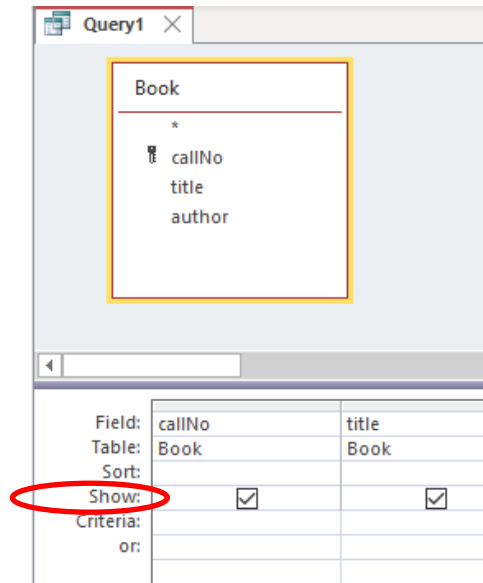 Query1
Book
*
callNo
title
author
Field: callNo title
Table: Book Book
Sort:
Show:
Criteria:
or: